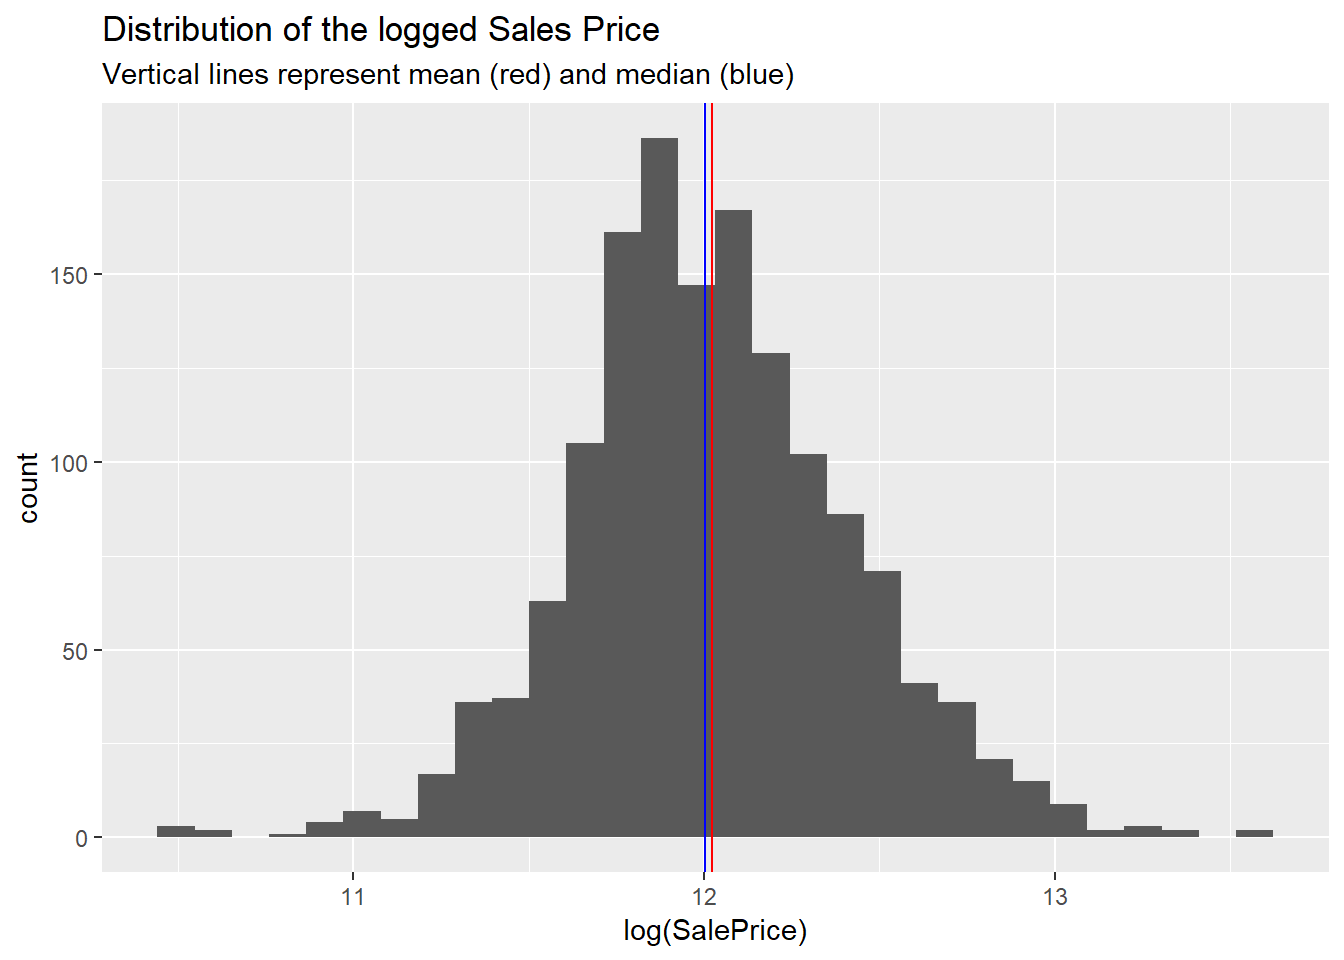 Distribution of the logged Sales Price
Vertical lines represent mean (red) and median (blue)
150
100
50
0
count
11 12 13
log(SalePrice)